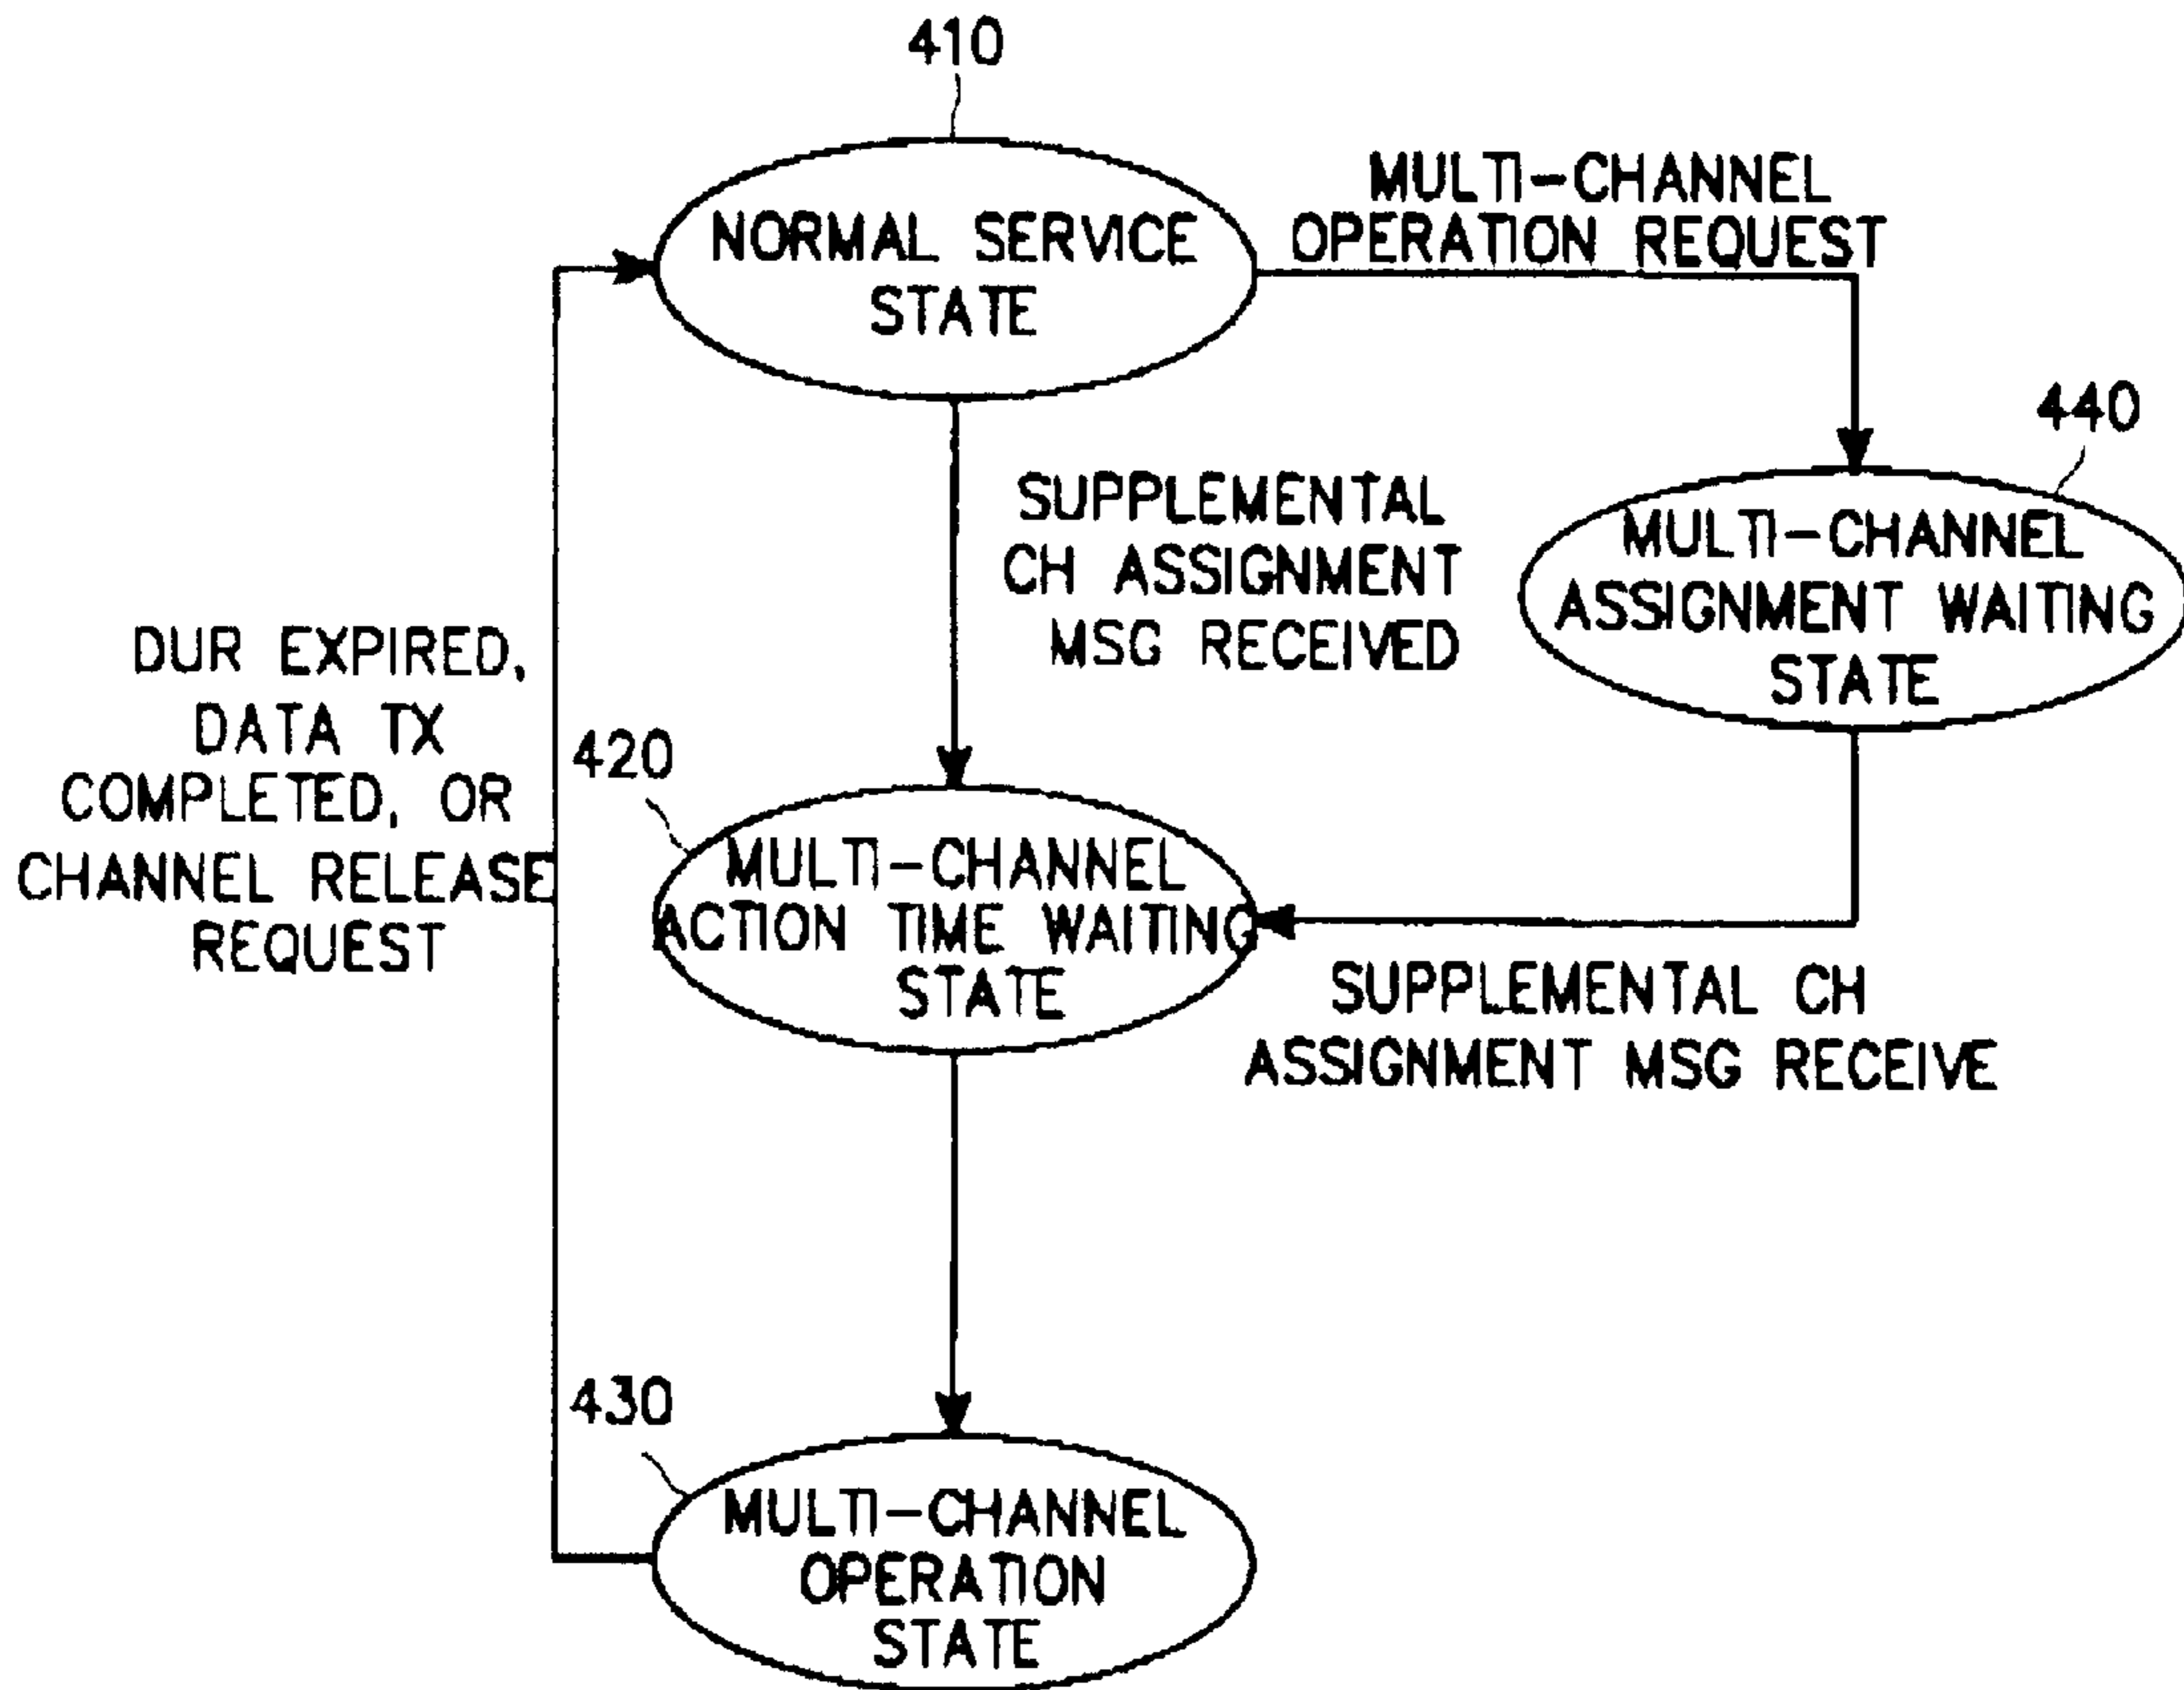 410
NORMAL SERVICE
STATE
MULTI-CHANNEL
OPERATION REQUEST
440
MULTI-CHANNEL
ASSIGNMENT WAITING
STATE
SUPPLEMENTAL
CH ASSIGNMENT
MSG RECEIVED
DUR EXPIRED,
DATA TX
COMPLETED, OR
CHANNEL RELEASE
REQUEST
420
MULTI-CHANNEL
ACTION TIME WAITING
STATE
SUPPLEMENTAL CH
ASSIGNMENT MSG RECEIVE
430
MULTI-CHANNEL
OPERATION
STATE